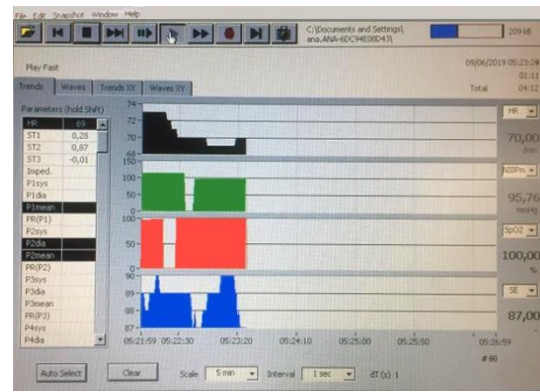 File Edit Snapshot Window Help
C:\Documents and Settings\
ana.ANA-6DC94E08D43\
209 kB
Play Fast
09/06/2019 05:23:28
01:11
Total 04:12
Trends Waves Trends XY Waves XY
Parameters (hold Shift)
HR 69
ST1 0,28
ST2 0,87
ST3 -0,01
Imped.
P1sys
P1dia
P1mean
PR(P1)
P2sys
P2dia
P2mean
PR(P2)
P3sys
P3dia
P3mean
PR(P3)
P4sys
P4dia
74
72
70
68
HR
70,00
/min
150
100
50
0
NIBPm
95,76
mmHg
100
50
0
SpO2
100,00
%
90
89
88
87
SE
87,00
05:21:59 05:22:30 05:23:20 05:24:10 05:25:00 05:25:50 05:26:59
Auto Select Clear Scale 5 min Interval 1 sec dT.(s) 1